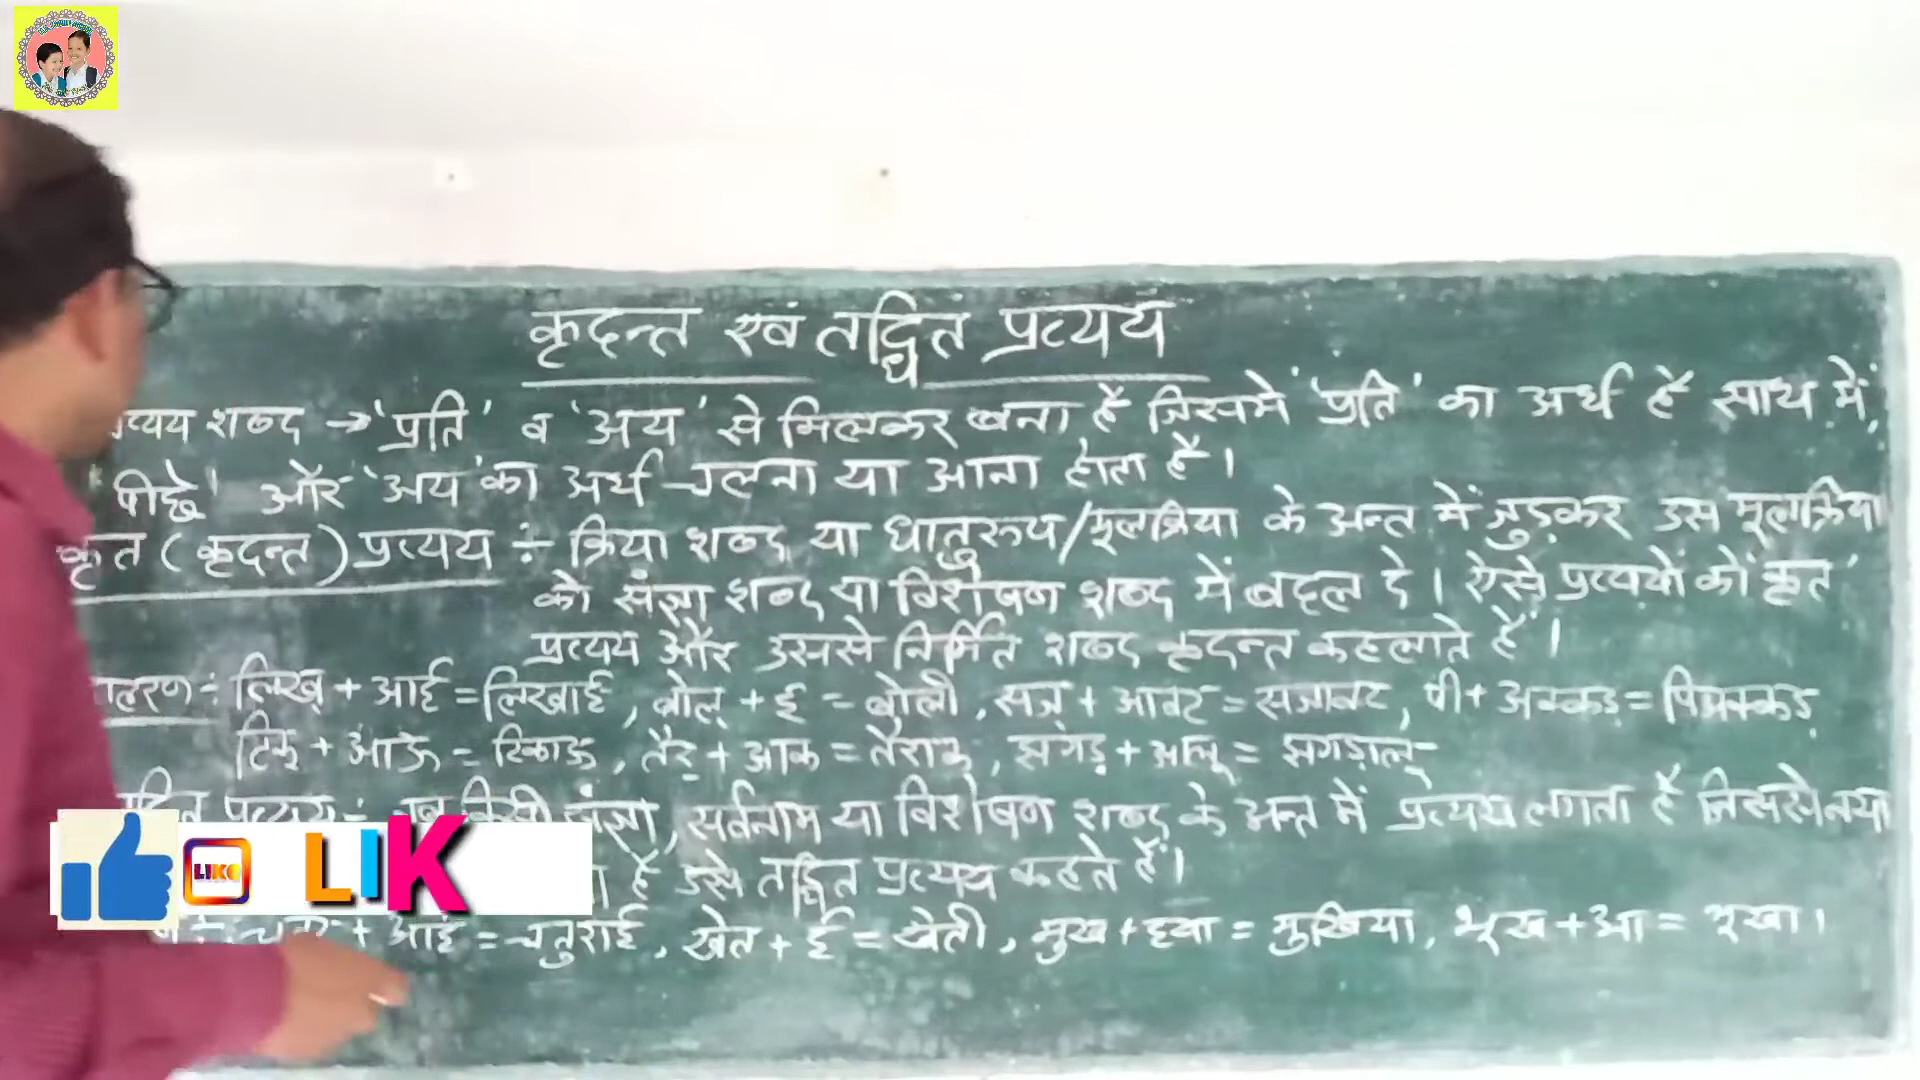 कृदन्त एवं तद्धित प्रत्यय
शब्द → 'प्रति' व 'अय' से मिलकर बना है जिसमें 'प्रति' का अर्थ है साथ में,
'पीछे' और 'अय' का अर्थ चलना या आना होता है।
कृत (कृदन्त) प्रत्यय ÷ क्रिया शब्द या धातुरूप/मूलक्रिया के अन्त में जुड़कर उस मूलक्रिया
को संज्ञा शब्द या विशेषण शब्द में बदल दे। ऐसे प्रत्ययों को 'कृत'
प्रत्यय और उससे निर्मित शब्द कृदन्त कहलाते हैं।
लिख् + आई = लिखाई, बोल् + ई = बोली, सज् + आवट = सजावट, पी + अक्कड़ = पियक्कड़
टिक् + आऊ = टिकाऊ, तैर् + आक = तैराक, झगड़् + आलू = झगड़ालू
प्रत्यय ÷ जब किसी संज्ञा, सर्वनाम या विशेषण शब्द के अन्त में प्रत्यय लगता है जिससे नया
है उसे तद्धित प्रत्यय कहते हैं।
+ आई = चतुराई, खेत + ई = खेती, मुख + इया = मुखिया, भूख + आ = भूखा।
LIKE
LIK